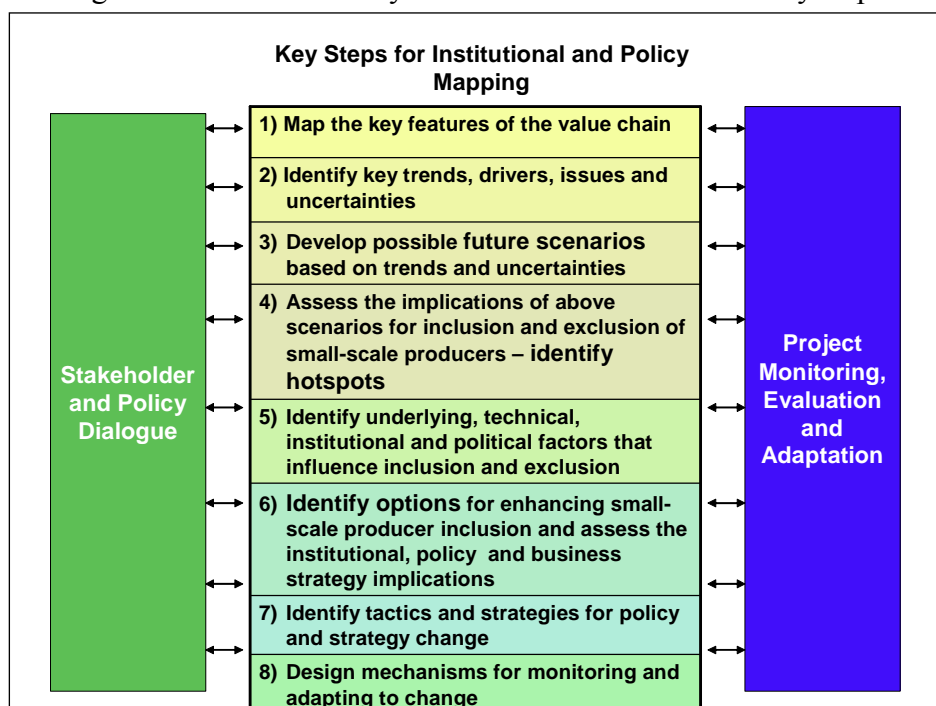 Key Steps for Institutional and Policy
Mapping
Stakeholder
and Policy
Dialogue
1) Map the key features of the value chain
2) Identify key trends, drivers, issues and
uncertainties
3) Develop possible future scenarios
based on trends and uncertainties
4) Assess the implications of above
scenarios for inclusion and exclusion of
small-scale producers – identify
hotspots
5) Identify underlying, technical,
institutional and political factors that
influence inclusion and exclusion
6) Identify options for enhancing small-
scale producer inclusion and assess the
institutional, policy and business
strategy implications
7) Identify tactics and strategies for policy
and strategy change
8) Design mechanisms for monitoring and
adapting to change
Project
Monitoring,
Evaluation
and
Adaptation